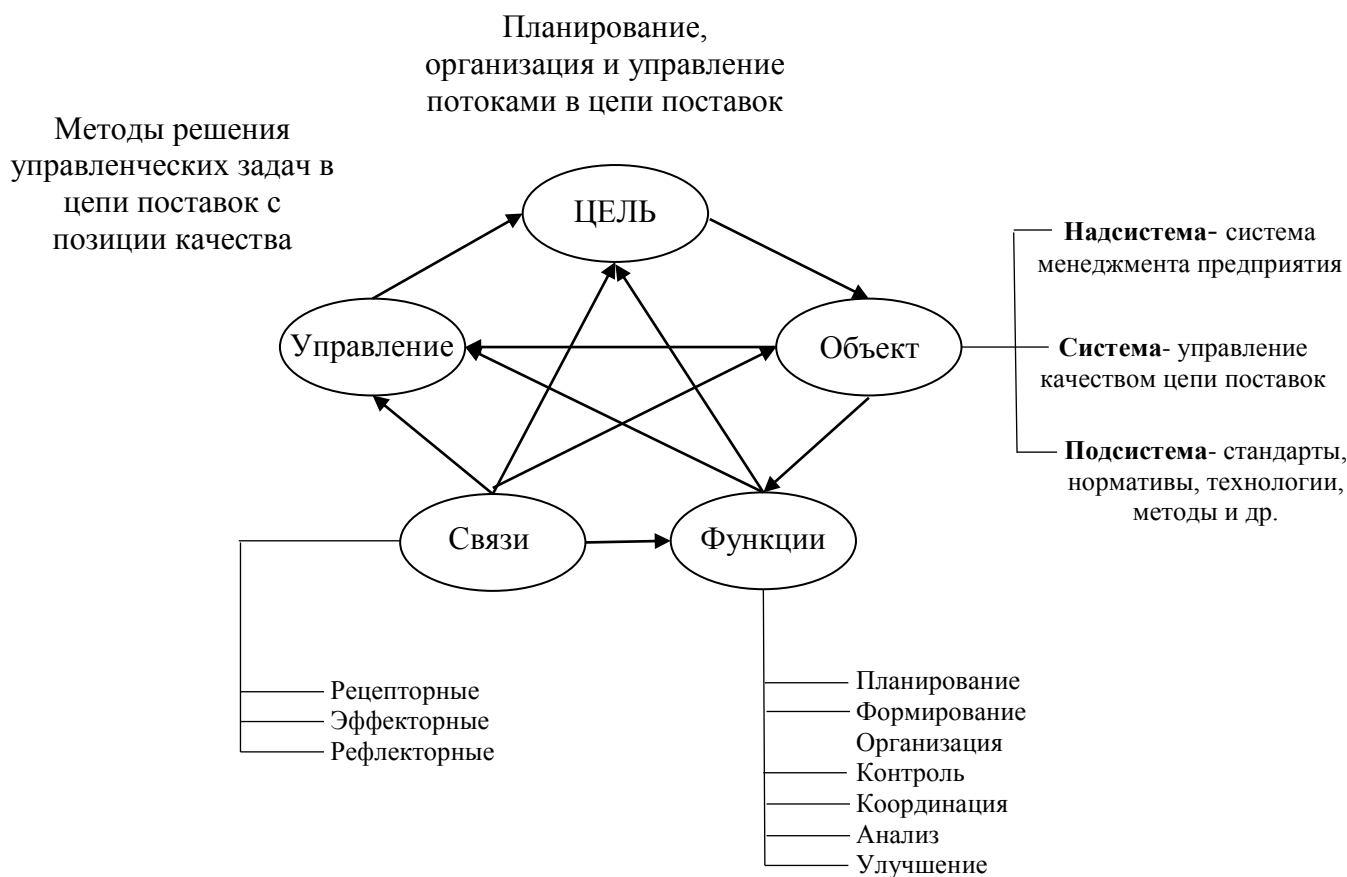 Планирование,
организация и управление
потоками в цепи поставок
Методы решения
управленческих задач в
цепи поставок с
позиции качества
ЦЕЛЬ
Надсистема- система
менеджмента предприятия
Управление
Объект
Система- управление
качеством цепи поставок
Подсистема- стандарты,
нормативы, технологии,
методы и др.
Связи
Функции
Рецепторные
Эффекторные
Рефлекторные
Планирование
Формирование
Организация
Контроль
Координация
Анализ
Улучшение